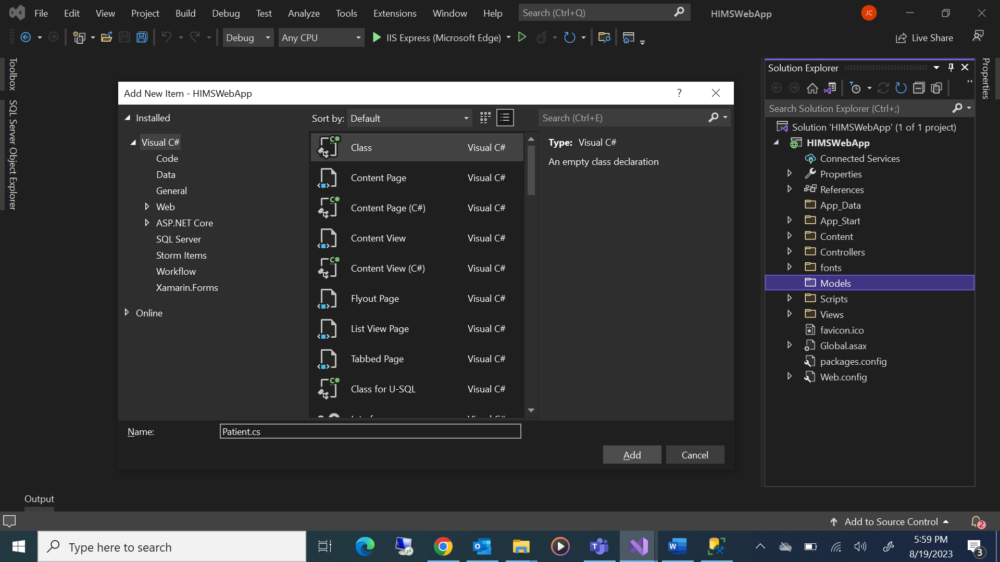 File Edit View Project Build Debug Test Analyze Tools Extensions Window Help Search (Ctrl+Q) HIMSWebApp JC
Debug Any CPU IIS Express (Microsoft Edge) Live Share
Toolbox
SQL Server Object Explorer
Add New Item - HIMSWebApp ?
Installed
Visual C#
Code
Data
General
Web
ASP.NET Core
SQL Server
Storm Items
Workflow
Xamarin.Forms
Online
Sort by: Default
Class Visual C#
Content Page Visual C#
Content Page (C#) Visual C#
Content View Visual C#
Content View (C#) Visual C#
Flyout Page Visual C#
List View Page Visual C#
Tabbed Page Visual C#
Class for U-SQL Visual C#
Search (Ctrl+E)
Type: Visual C#
An empty class declaration
Name: Patient.cs
Add Cancel
Solution Explorer
Search Solution Explorer (Ctrl+;)
Solution 'HIMSWebApp' (1 of 1 project)
HIMSWebApp
Connected Services
Properties
References
App_Data
App_Start
Content
Controllers
fonts
Models
Scripts
Views
favicon.ico
Global.asax
packages.config
Web.config
Properties
Output
Add to Source Control 2
Type here to search
5:59 PM
8/19/2023
3